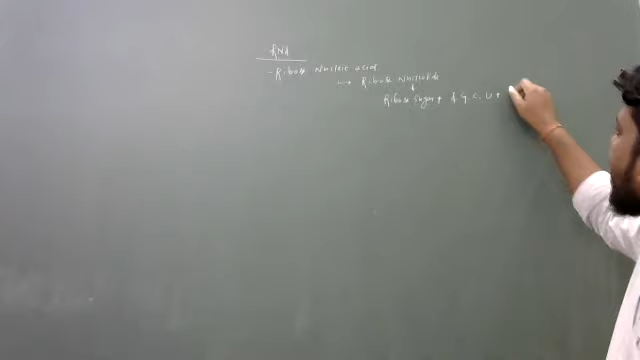 RNA
- Ribose Nucleic acid
↳ Ribose Nucleotide
↓
Ribose Sugar + A, G, C, U +